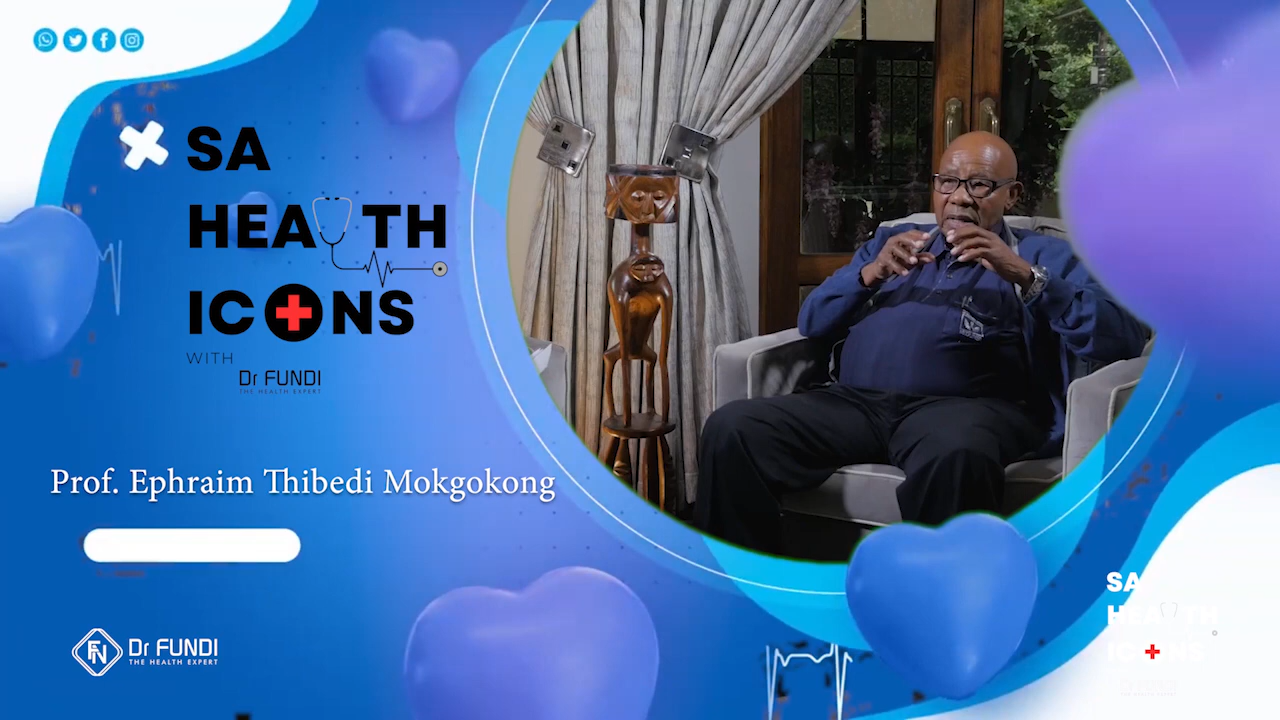 SA
HEALTH
ICONS
WITH
Dr FUNDI
THE HEALTH EXPERT
Prof. Ephraim Thibedi Mokgokong
Dr FUNDI
THE HEALTH EXPERT
SA
HEALTH
ICONS